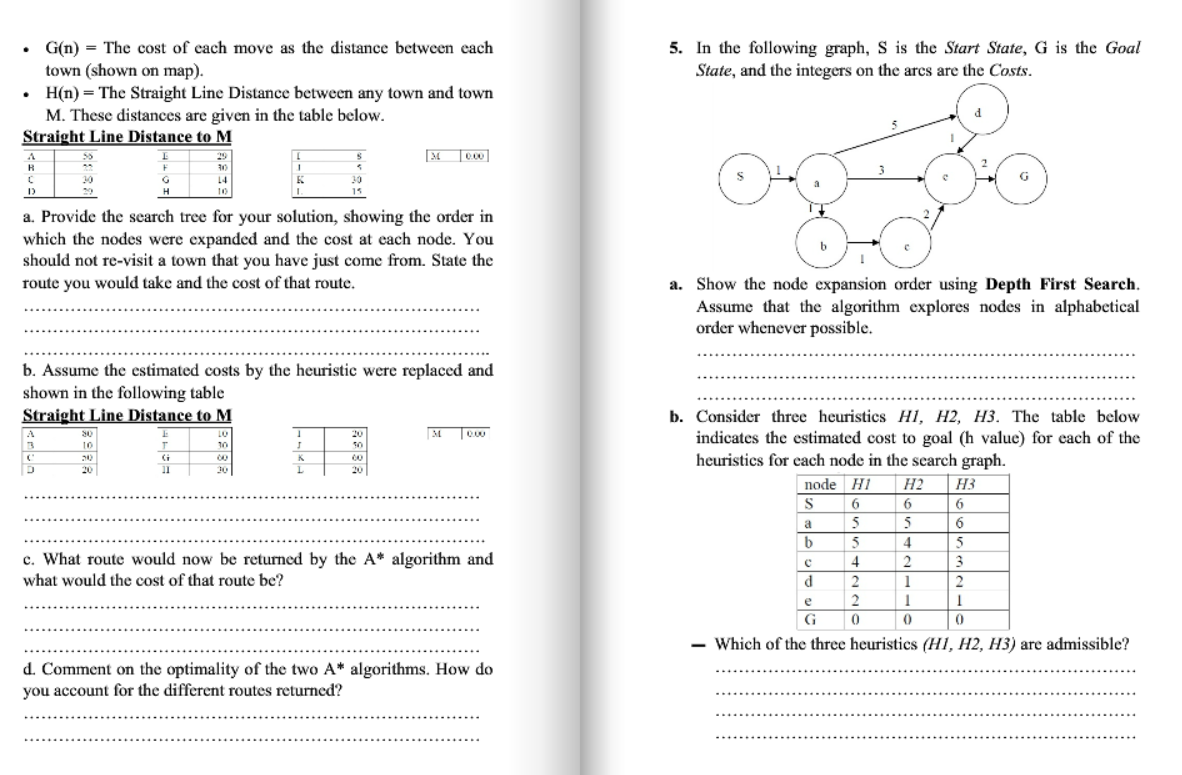 • G(n) = The cost of each move as the distance between each
town (shown on map).
• H(n) = The Straight Line Distance between any town and town
M. These distances are given in the table below.
Straight Line Distance to M
A 55 E 29 I 8 M 0.00
B 22 F 30 J 5
C 30 G 14 K 30
D 29 H 10 L 15
a. Provide the search tree for your solution, showing the order in
which the nodes were expanded and the cost at each node. You
should not re-visit a town that you have just come from. State the
route you would take and the cost of that route.
b. Assume the estimated costs by the heuristic were replaced and
shown in the following table
Straight Line Distance to M
A 80 E 10 I 20 M 0.00
B 10 F 10 J
C G 60 K 60
D 20 H 30 L 20
c. What route would now be returned by the A* algorithm and
what would the cost of that route be?
d. Comment on the optimality of the two A* algorithms. How do
you account for the different routes returned?
5. In the following graph, S is the Start State, G is the Goal
State, and the integers on the arcs are the Costs.
d
5
1
S 1 a 3 e 2 G
1 2
b 1 c
a. Show the node expansion order using Depth First Search.
Assume that the algorithm explores nodes in alphabetical
order whenever possible.
b. Consider three heuristics H1, H2, H3. The table below
indicates the estimated cost to goal (h value) for each of the
heuristics for each node in the search graph.
node H1 H2 H3
S 6 6 6
a 5 5 6
b 5 4 5
c 4 2 3
d 2 1 2
e 2 1 1
G 0 0 0
– Which of the three heuristics (H1, H2, H3) are admissible?